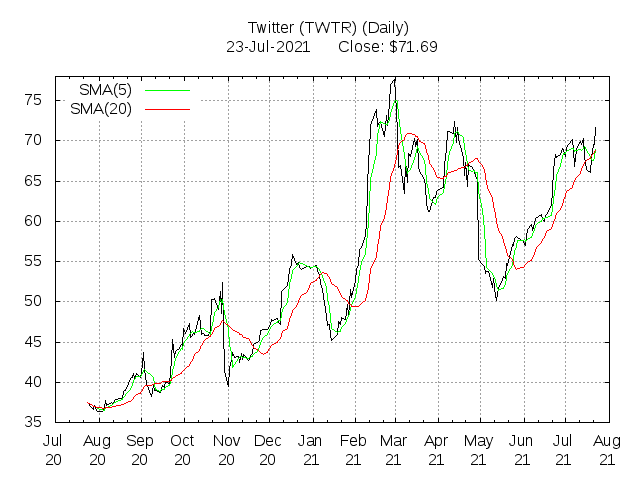 Twitter (TWTR) (Daily)
23-Jul-2021 Close: $71.69
SMA(5)
SMA(20)
75
70
65
60
55
50
45
40
35
Jul Aug Sep Oct Nov Dec Jan Feb Mar Apr May Jun Jul Aug
20 20 20 20 20 20 21 21 21 21 21 21 21 21